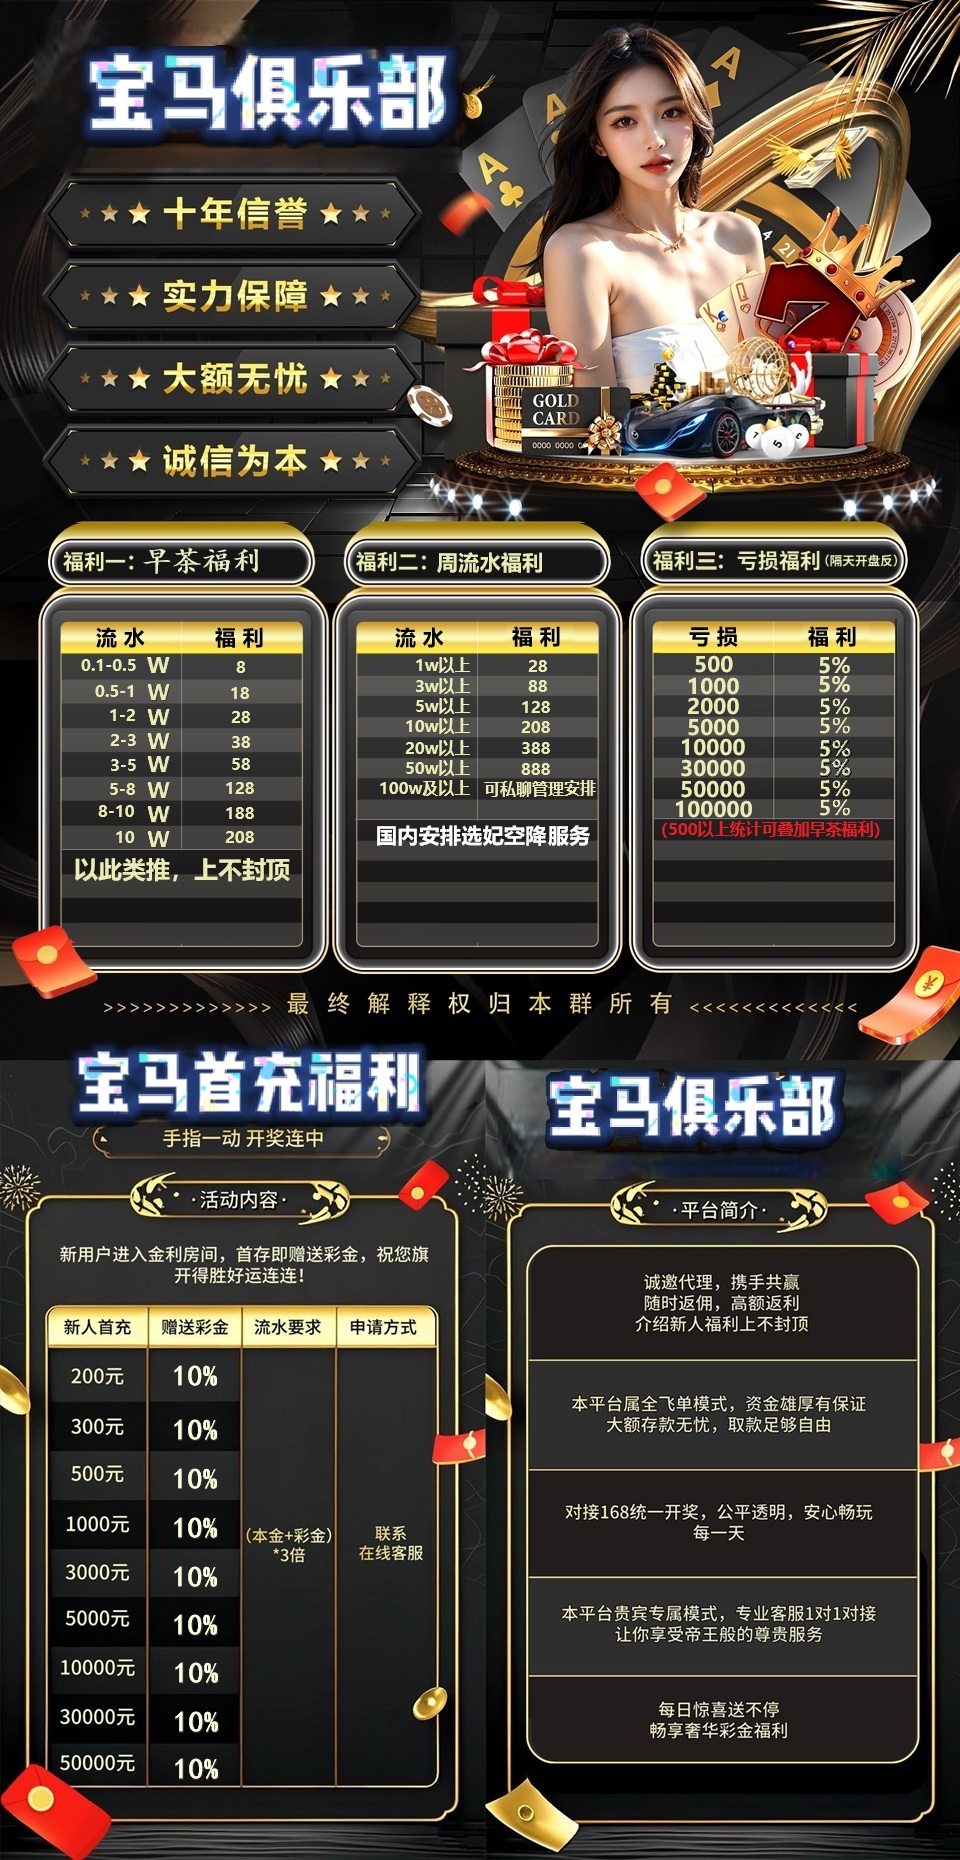 宝马俱乐部
十年信誉
实力保障
大额无忧
诚信为本
A
A
A
4
21
K
7
GOLD
CARD
0000 0000 0
5
福利一：早茶福利
流水 福利
0.1-0.5 W 8
0.5-1 W 18
1-2 W 28
2-3 W 38
3-5 W 58
5-8 W 128
8-10 W 188
10 W 208
以此类推，上不封顶
福利二：周流水福利
流水 福利
1w以上 28
3w以上 88
5w以上 128
10w以上 208
20w以上 388
50w以上 888
100w及以上 可私聊管理安排
国内安排选妃空降服务
福利三：亏损福利(隔天开盘反)
亏损 福利
500 5%
1000 5%
2000 5%
5000 5%
10000 5%
30000 5%
50000 5%
100000 5%
(500以上统计可叠加早茶福利)
>>>>>>>>>>>>> 最终解释权归本群所有 <<<<<<<<<<<<<
¥
宝马首充福利
手指一动 开奖连中
·活动内容·
新用户进入金利房间，首存即赠送彩金，祝您旗
开得胜好运连连！
新人首充 赠送彩金 流水要求 申请方式
200元 10%
300元 10%
500元 10%
1000元 10%
3000元 10%
5000元 10%
10000元 10%
30000元 10%
50000元 10%
（本金+彩金）
*3倍
联系
在线客服
宝马俱乐部
·平台简介·
诚邀代理，携手共赢
随时返佣，高额返利
介绍新人福利上不封顶
本平台属全飞单模式，资金雄厚有保证
大额存款无忧，取款足够自由
对接168统一开奖，公平透明，安心畅玩
每一天
本平台贵宾专属模式，专业客服1对1对接
让你享受帝王般的尊贵服务
每日惊喜送不停
畅享奢华彩金福利